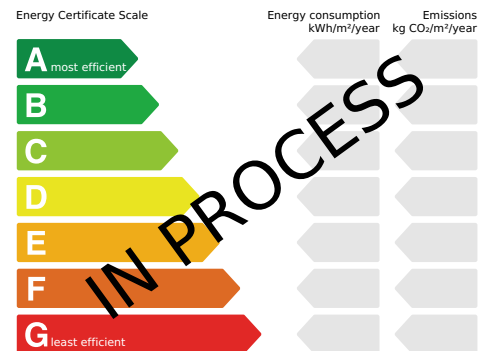 Energy Certificate Scale
Energy consumption
kWh/m²/year
Emissions
kg CO₂/m²/year
A most efficient
B
C
D
E
F
G least efficient
IN PROCESS